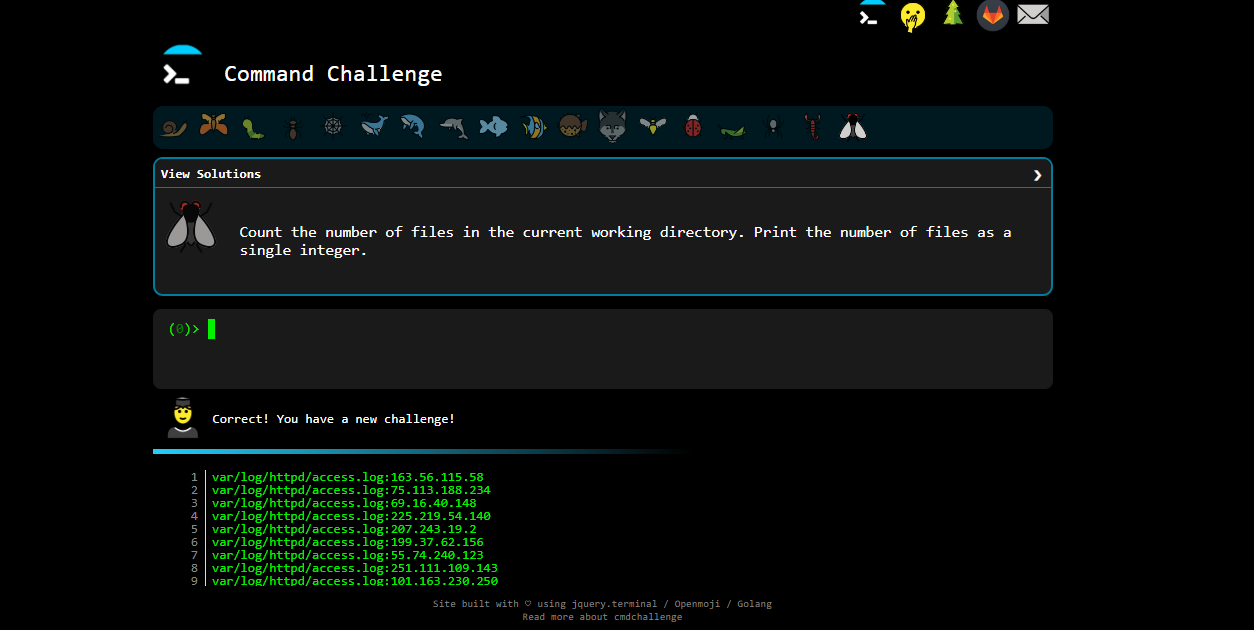 Command Challenge
View Solutions ❯
Count the number of files in the current working directory. Print the number of files as a
single integer.
(0)>
Correct! You have a new challenge!
1 var/log/httpd/access.log:163.56.115.58
2 var/log/httpd/access.log:75.113.188.234
3 var/log/httpd/access.log:69.16.40.148
4 var/log/httpd/access.log:225.219.54.140
5 var/log/httpd/access.log:207.243.19.2
6 var/log/httpd/access.log:199.37.62.156
7 var/log/httpd/access.log:55.74.240.123
8 var/log/httpd/access.log:251.111.109.143
9 var/log/httpd/access.log:101.163.230.250
Site built with ♡ using jquery.terminal / Openmoji / Golang
Read more about cmdchallenge